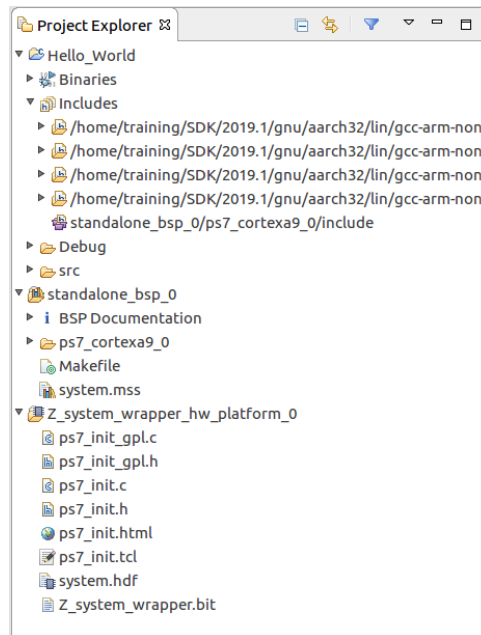 Project Explorer
Hello_World
Binaries
Includes
/home/training/SDK/2019.1/gnu/aarch32/lin/gcc-arm-non
/home/training/SDK/2019.1/gnu/aarch32/lin/gcc-arm-non
/home/training/SDK/2019.1/gnu/aarch32/lin/gcc-arm-non
/home/training/SDK/2019.1/gnu/aarch32/lin/gcc-arm-non
standalone_bsp_0/ps7_cortexa9_0/include
Debug
src
standalone_bsp_0
BSP Documentation
ps7_cortexa9_0
Makefile
system.mss
Z_system_wrapper_hw_platform_0
ps7_init_gpl.c
ps7_init_gpl.h
ps7_init.c
ps7_init.h
ps7_init.html
ps7_init.tcl
system.hdf
Z_system_wrapper.bit